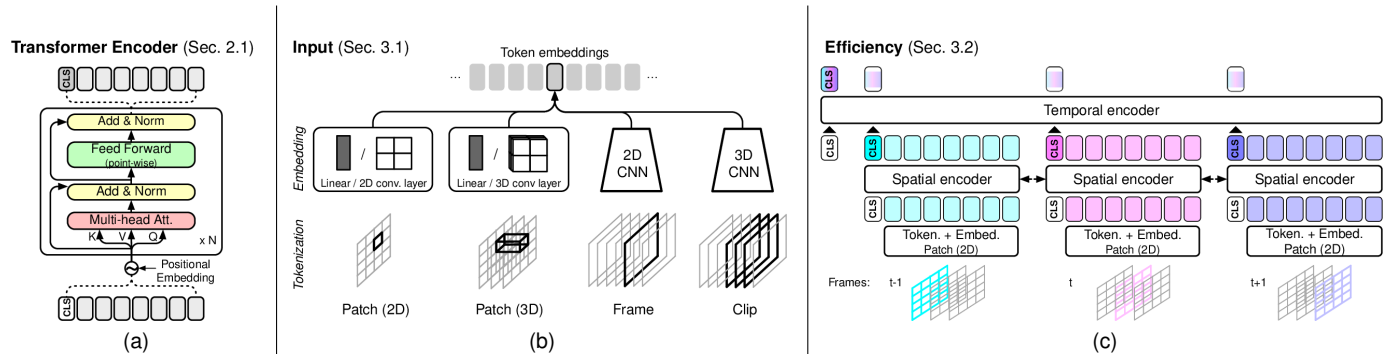 Transformer Encoder (Sec. 2.1)
CLS
Add & Norm
Feed Forward
(point-wise)
Add & Norm
Multi-head Att.
K V Q
x N
Positional
Embedding
CLS
(a)
Input (Sec. 3.1)
Token embeddings
... ...
Embedding
/
Linear / 2D conv. layer
/
Linear / 3D conv layer
2D
CNN
3D
CNN
Tokenization
Patch (2D)
Patch (3D)
Frame
Clip
(b)
Efficiency (Sec. 3.2)
CLS
Temporal encoder
CLS
CLS
CLS
CLS
Spatial encoder
Spatial encoder
Spatial encoder
CLS
CLS
CLS
Token. + Embed.
Patch (2D)
Token. + Embed.
Patch (2D)
Token. + Embed.
Patch (2D)
Frames: t-1
t
t+1
(c)